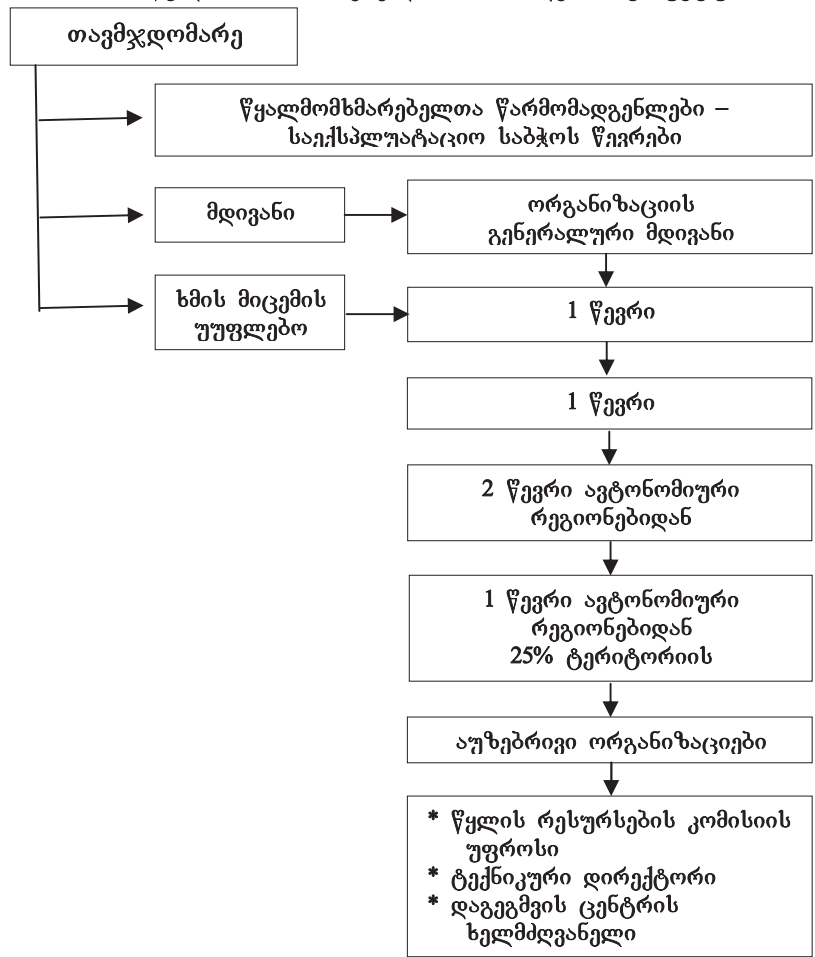 თავმჯდომარე
წყალმომხმარებელთა წარმომადგენლები –
საექსპლუატაციო საბჭოს წევრები
მდივანი
ორგანიზაციის
გენერალური მდივანი
ხმის მიცემის
უუფლებო
1 წევრი
1 წევრი
2 წევრი ავტონომიური
რეგიონებიდან
1 წევრი ავტონომიური
რეგიონებიდან
25% ტერიტორიის
აუზებრივი ორგანიზაციები
* წყლის რესურსების კომისიის
უფროსი
* ტექნიკური დირექტორი
* დაგეგმვის ცენტრის
ხელმძღვანელი